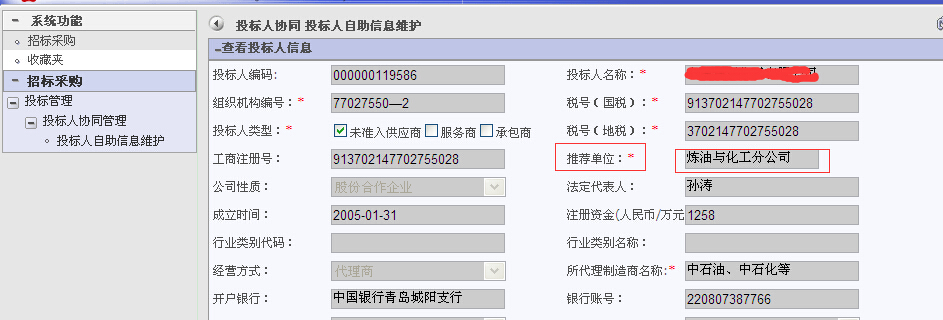 系统功能
招标采购
收藏夹
招标采购
投标管理
投标人协同管理
投标人自助信息维护
投标人协同 投标人自助信息维护
查看投标人信息
投标人编码: 000000119586 投标人名称：*
组织机构编号：* 77027550—2 税号（国税）：* 913702147702755028
投标人类型：* 未准入供应商 服务商 承包商 税号（地税）：* 3702147702755028
工商注册号： 913702147702755028 推荐单位：* 炼油与化工分公司
公司性质： 股份合作企业 法定代表人： 孙涛
成立时间： 2005-01-31 注册资金(人民币/万元 1258
行业类别代码： 行业类别名称：
经营方式： 代理商 所代理制造商名称:* 中石油、中石化等
开户银行： 中国银行青岛城阳支行 银行账号： 220807387766